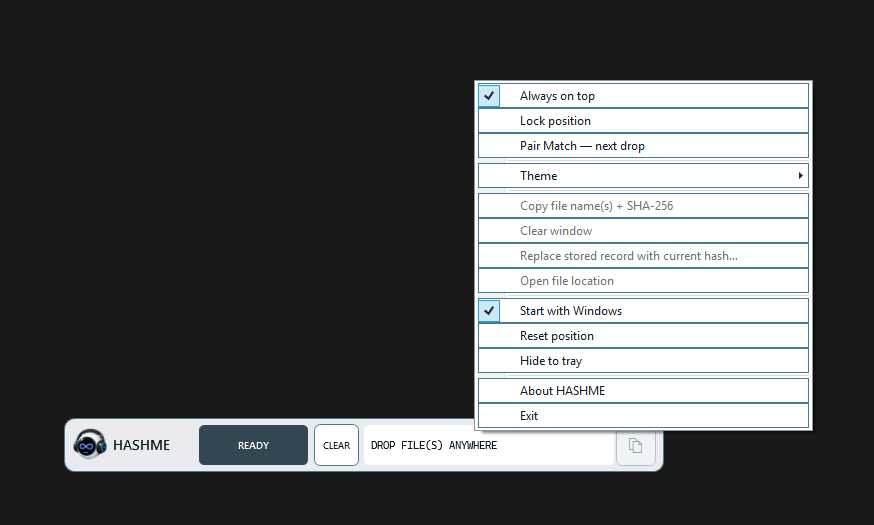 Always on top
Lock position
Pair Match — next drop
Theme
Copy file name(s) + SHA-256
Clear window
Replace stored record with current hash...
Open file location
Start with Windows
Reset position
Hide to tray
About HASHME
Exit
HASHME
READY
CLEAR
DROP FILE(S) ANYWHERE